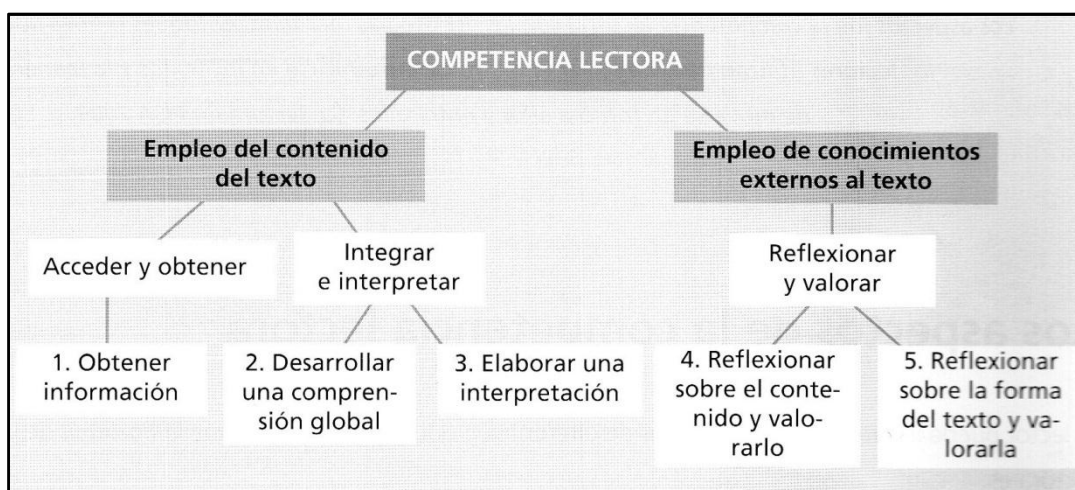 COMPETENCIA LECTORA
Empleo del contenido
del texto
Empleo de conocimientos
externos al texto
Acceder y obtener
Integrar
e interpretar
Reflexionar
y valorar
1. Obtener
información
2. Desarrollar
una compren-
sión global
3. Elaborar una
interpretación
4. Reflexionar
sobre el conte-
nido y valo-
rarlo
5. Reflexionar
sobre la forma
del texto y va-
lorarla